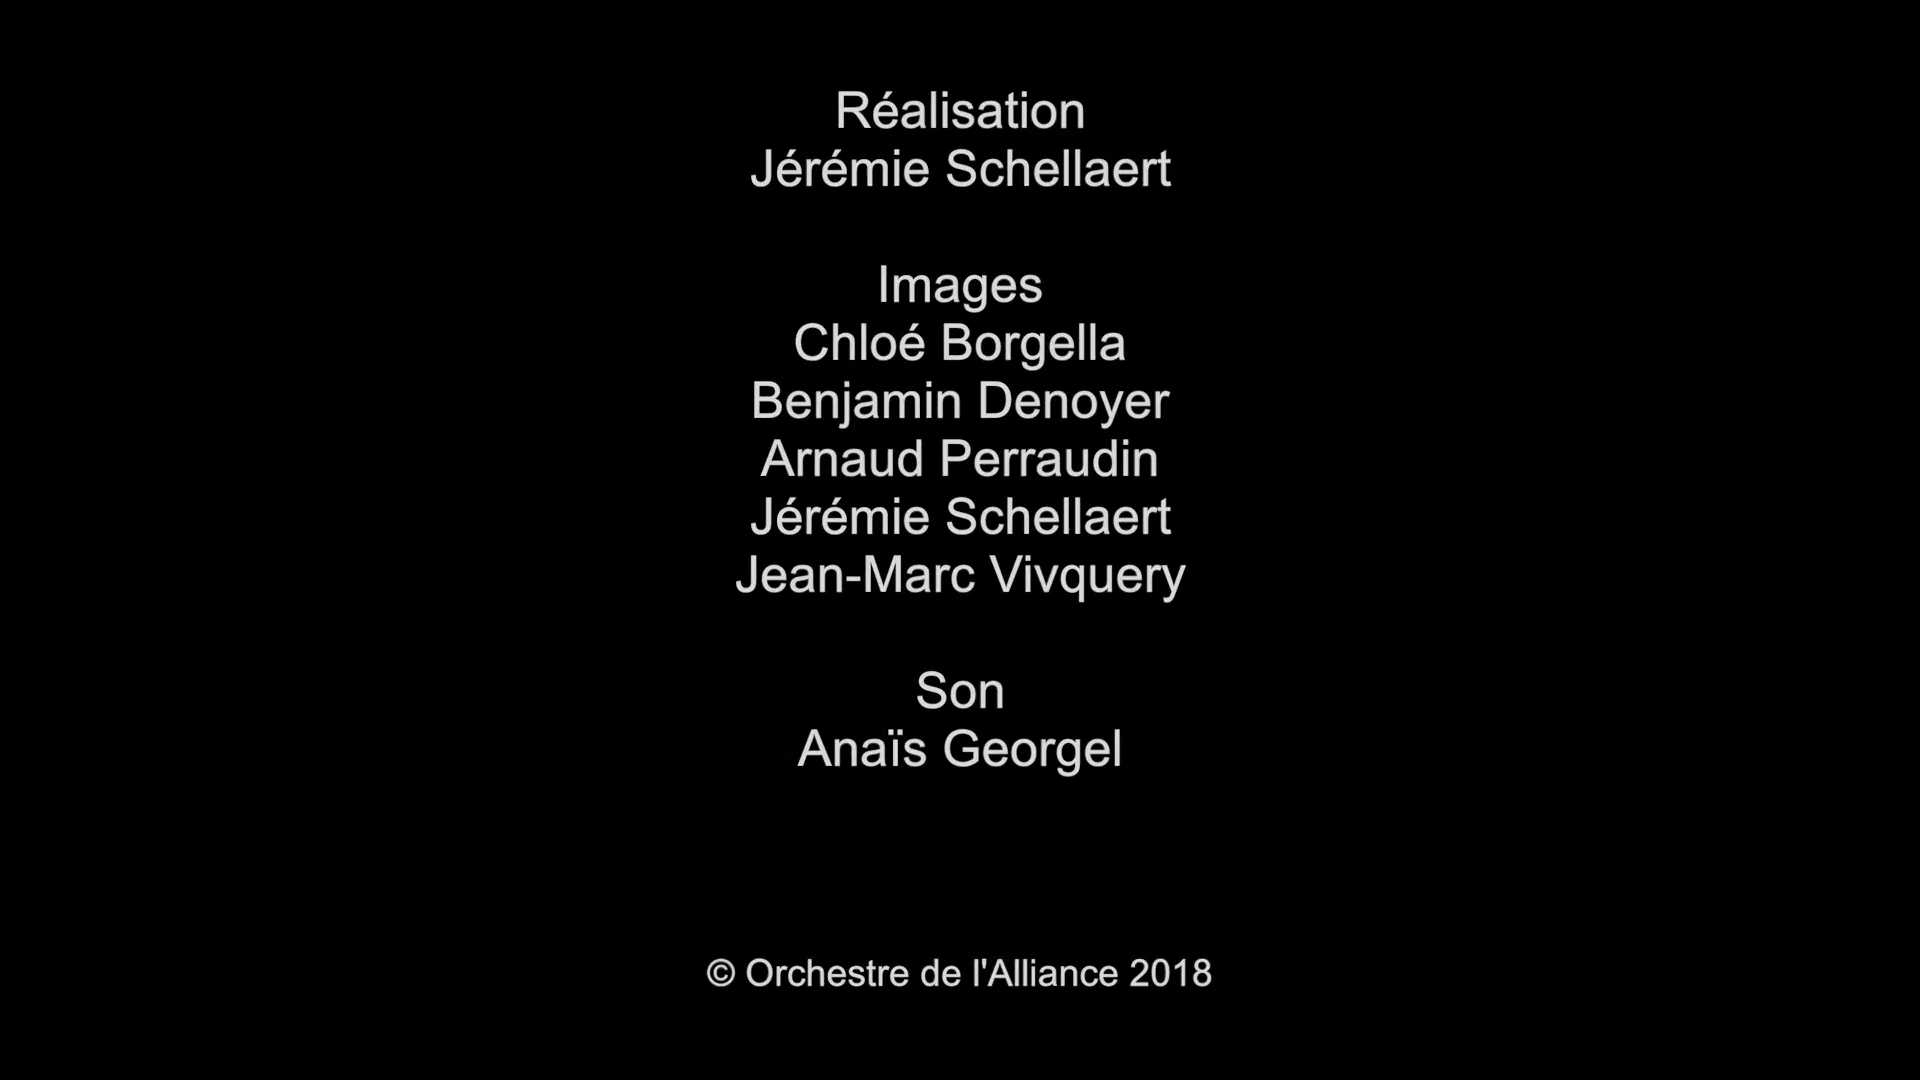 Réalisation
Jérémie Schellaert
Images
Chloé Borgella
Benjamin Denoyer
Arnaud Perraudin
Jérémie Schellaert
Jean-Marc Vivquery
Son
Anaïs Georgel
© Orchestre de l'Alliance 2018